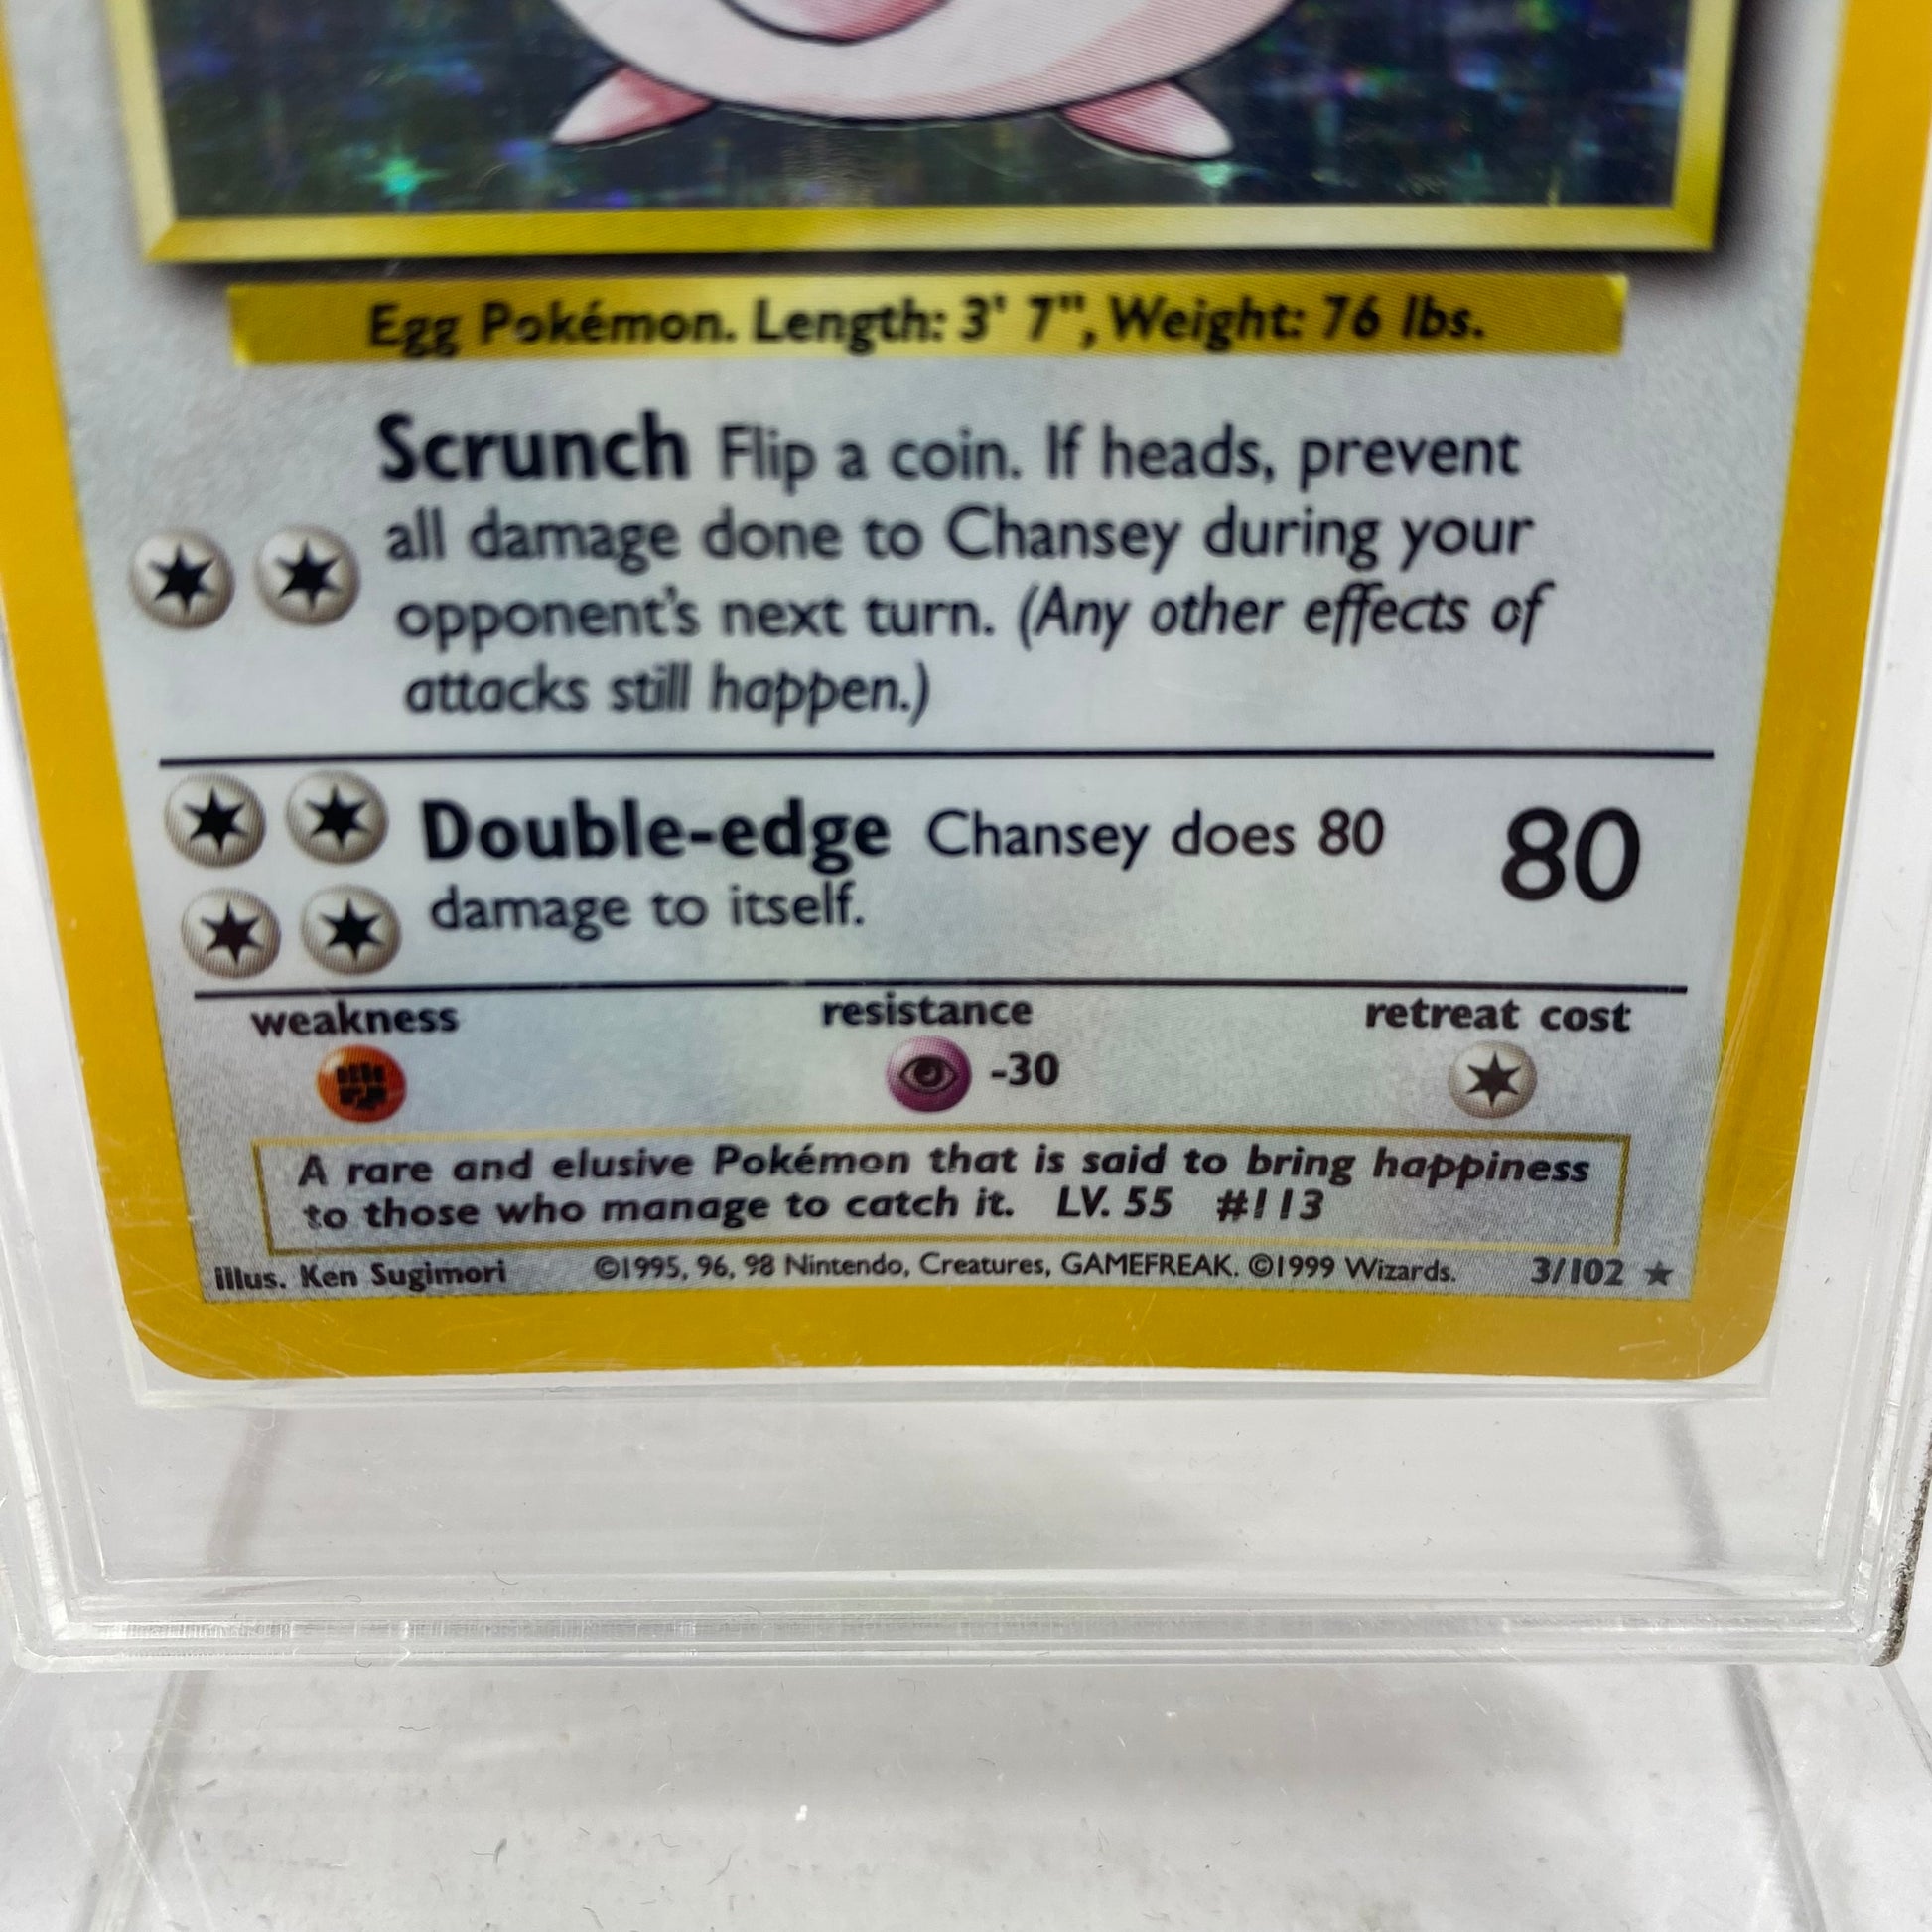 Egg Pokémon. Length: 3' 7", Weight: 76 lbs.
Scrunch Flip a coin. If heads, prevent
all damage done to Chansey during your
opponent's next turn. (Any other effects of
attacks still happen.)
Double-edge Chansey does 80 80
damage to itself.
weakness resistance retreat cost
-30
A rare and elusive Pokémon that is said to bring happiness
to those who manage to catch it. LV. 55 #113
Illus. Ken Sugimori ©1995, 96, 98 Nintendo, Creatures, GAMEFREAK. ©1999 Wizards. 3/102 ★